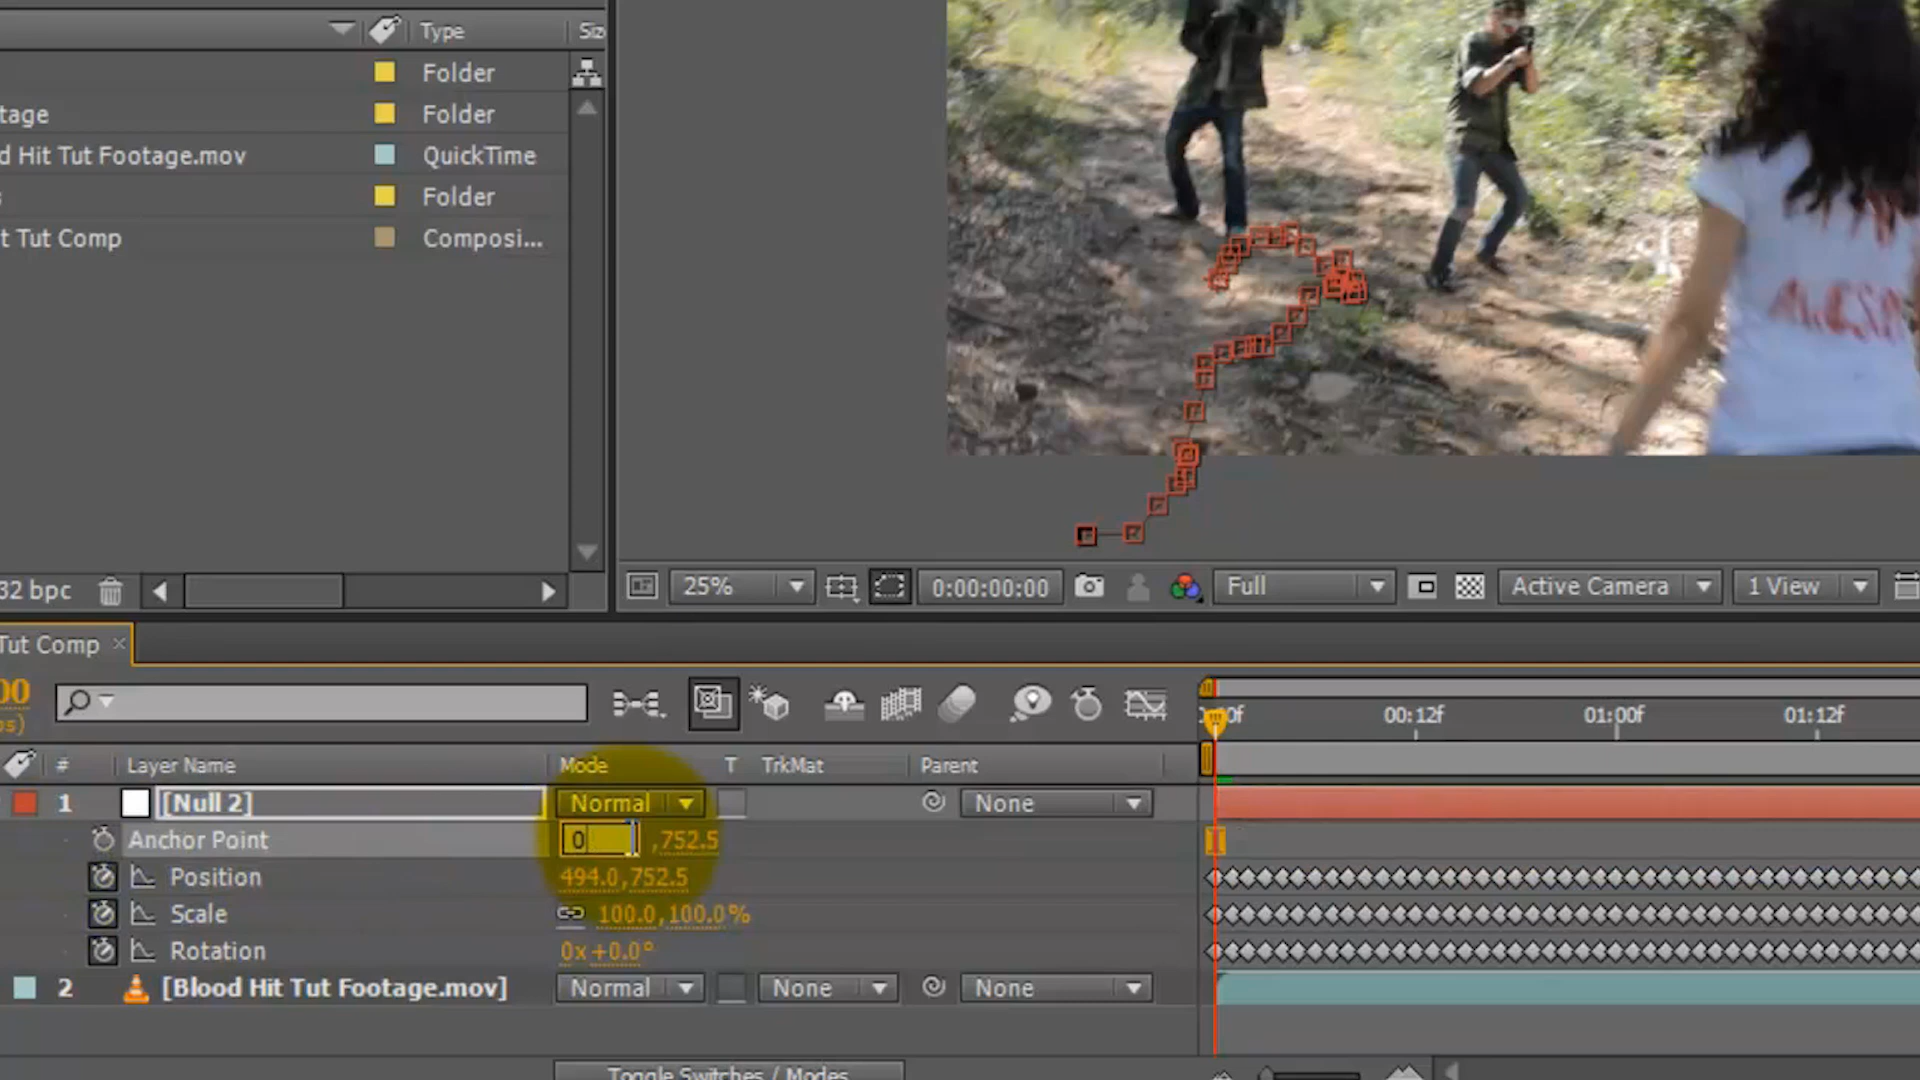 Type
Siz
Folder
tage
Folder
d Hit Tut Footage.mov
QuickTime
s
Folder
t Tut Comp
Composi...
32 bpc
25%
0:00:00:00
Full
Active Camera
1 View
Tut Comp
00
0f
00:12f
01:00f
01:12f
#
Layer Name
Mode
T
TrkMat
Parent
1
[Null 2]
Normal
None
Anchor Point
0
,752.5
Position
494.0,752.5
Scale
100.0,100.0%
Rotation
0x+0.0°
2
[Blood Hit Tut Footage.mov]
Normal
None
None
Toggle Switches / Modes